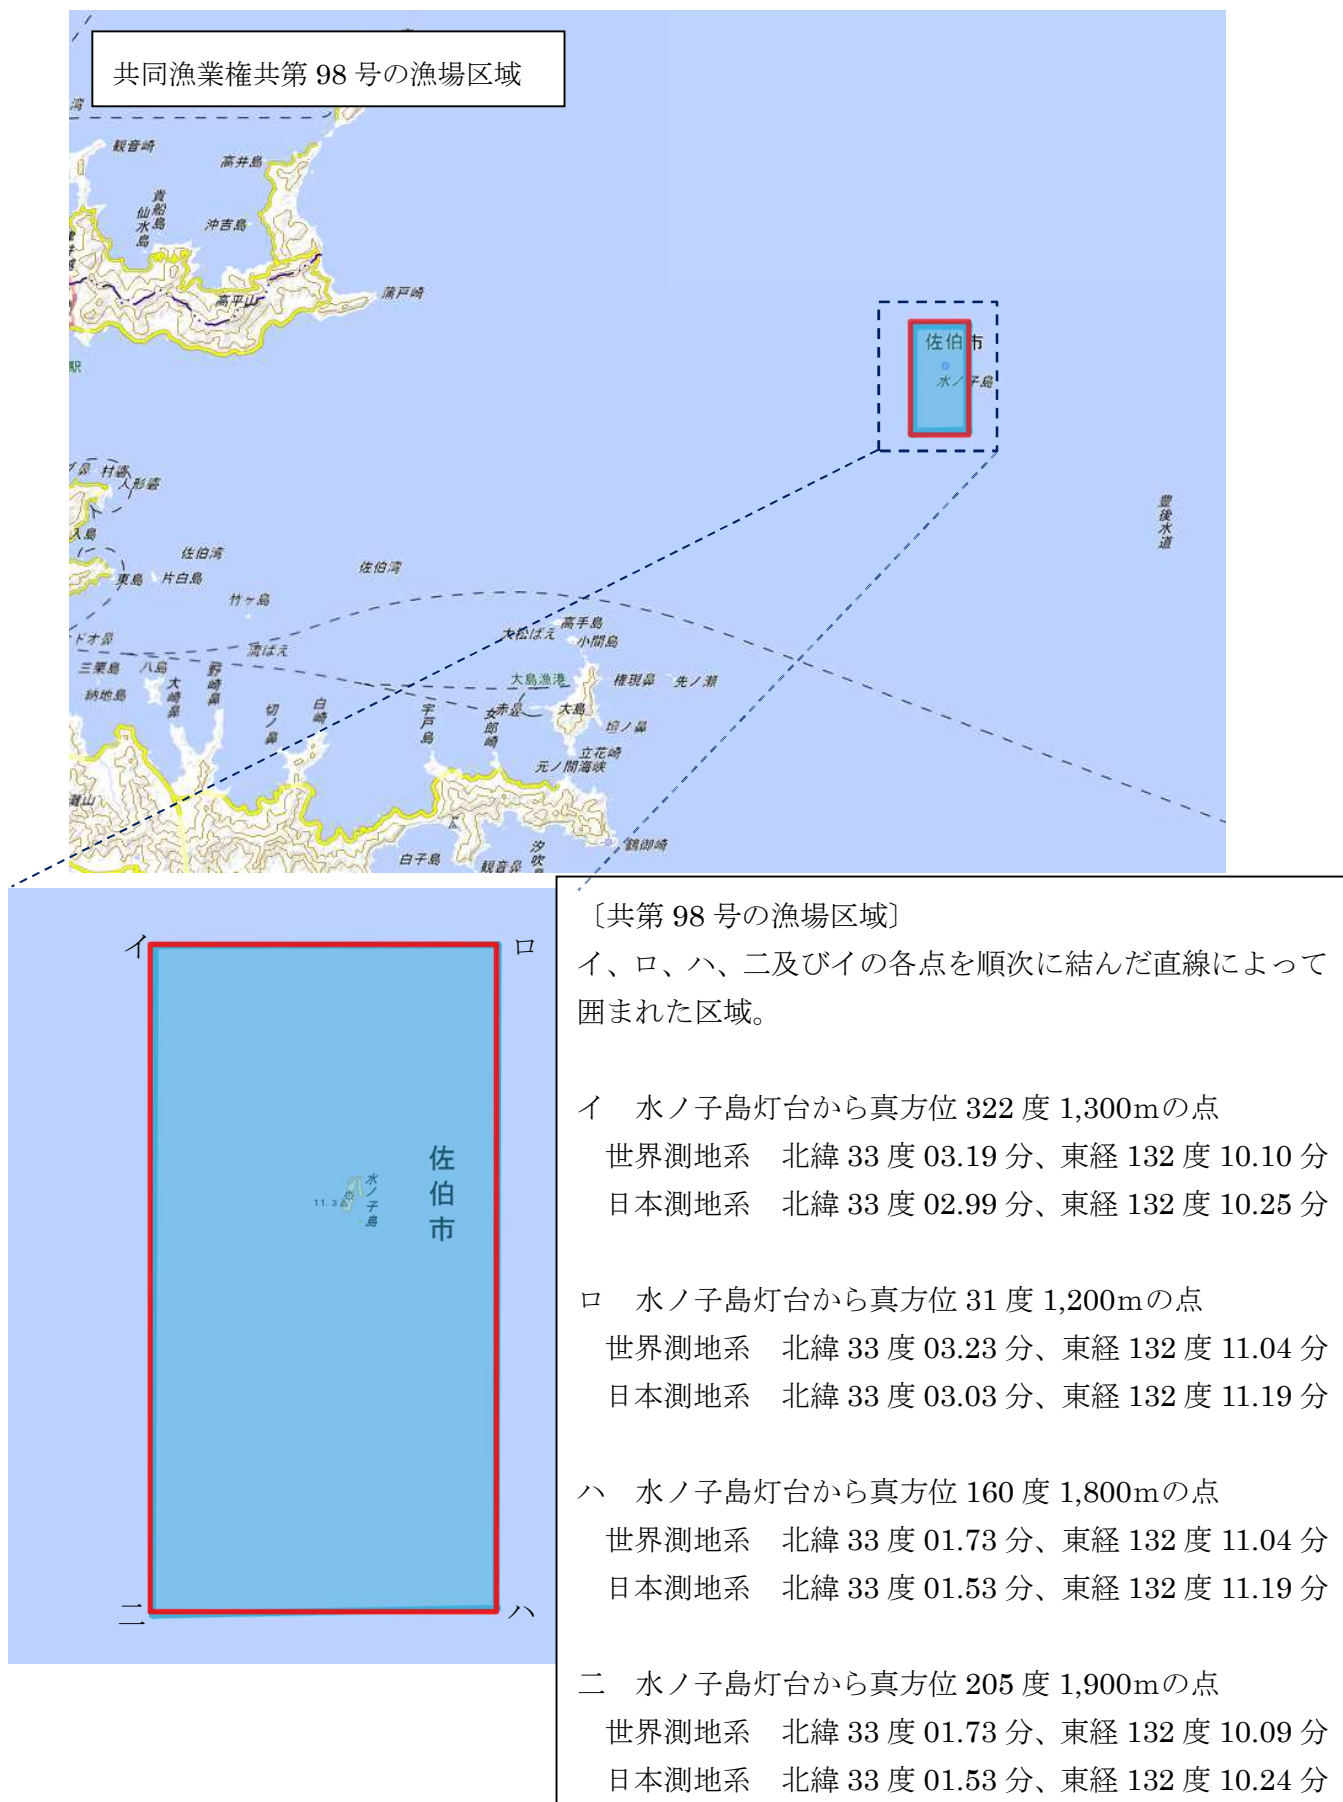 共同漁業権共第 98 号の漁場区域
湾
観音崎
高井島
貴船島
仙水島
沖吉島
高平山
蒲戸崎
駅
佐伯市
水ノ子島
村砦
人形砦
入島
佐伯湾
東島
片白島
佐伯湾
竹ヶ島
豊後水道
ドオ鼻
三栗島
八島
大崎鼻
野崎鼻
流ばえ
納地島
切ノ鼻
白崎
大松ばえ
高手島
小間島
大島漁港
権現鼻
先ノ瀬
宇戸島
女郎崎
赤鼻
大島
立花崎
元ノ間海峡
鶴御崎
白子島
観音鼻
汐吹
イ
ロ
佐伯市
水ノ子島
11.3
ニ
ハ
〔共第 98 号の漁場区域〕
イ、ロ、ハ、ニ及びイの各点を順次に結んだ直線によって
囲まれた区域。
イ 水ノ子島灯台から真方位 322 度 1,300mの点
世界測地系 北緯 33 度 03.19 分、東経 132 度 10.10 分
日本測地系 北緯 33 度 02.99 分、東経 132 度 10.25 分
ロ 水ノ子島灯台から真方位 31 度 1,200mの点
世界測地系 北緯 33 度 03.23 分、東経 132 度 11.04 分
日本測地系 北緯 33 度 03.03 分、東経 132 度 11.19 分
ハ 水ノ子島灯台から真方位 160 度 1,800mの点
世界測地系 北緯 33 度 01.73 分、東経 132 度 11.04 分
日本測地系 北緯 33 度 01.53 分、東経 132 度 11.19 分
ニ 水ノ子島灯台から真方位 205 度 1,900mの点
世界測地系 北緯 33 度 01.73 分、東経 132 度 10.09 分
日本測地系 北緯 33 度 01.53 分、東経 132 度 10.24 分